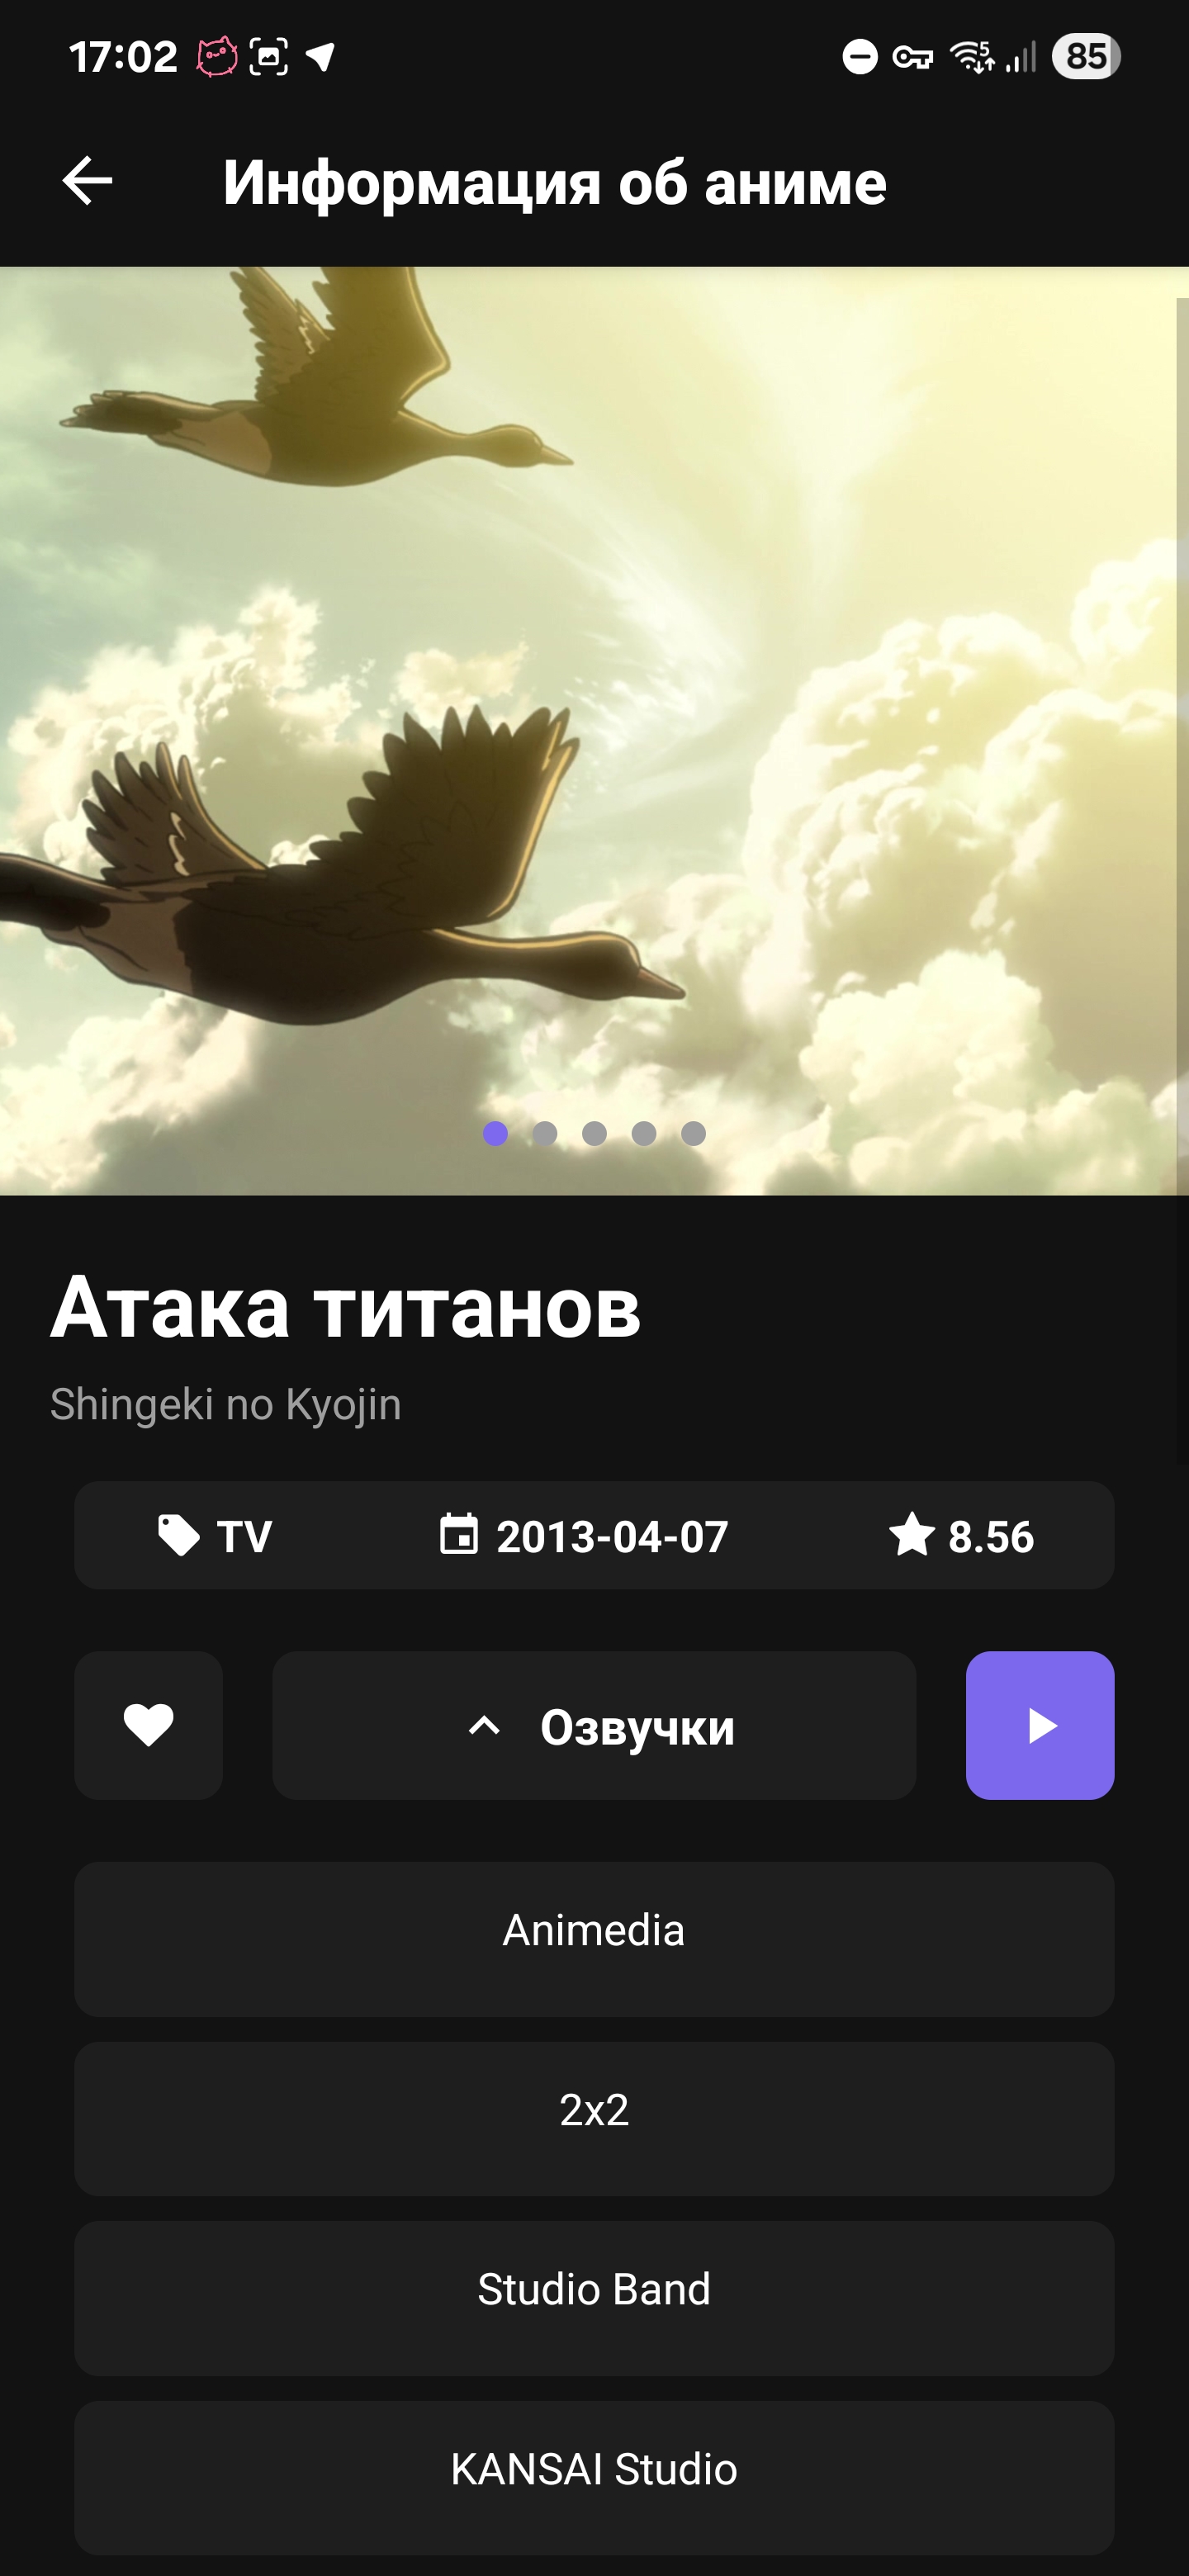 17:02
5
85
Информация об аниме
Атака титанов
Shingeki no Kyojin
TV 2013-04-07 8.56
Озвучки
Animedia
2x2
Studio Band
KANSAI Studio